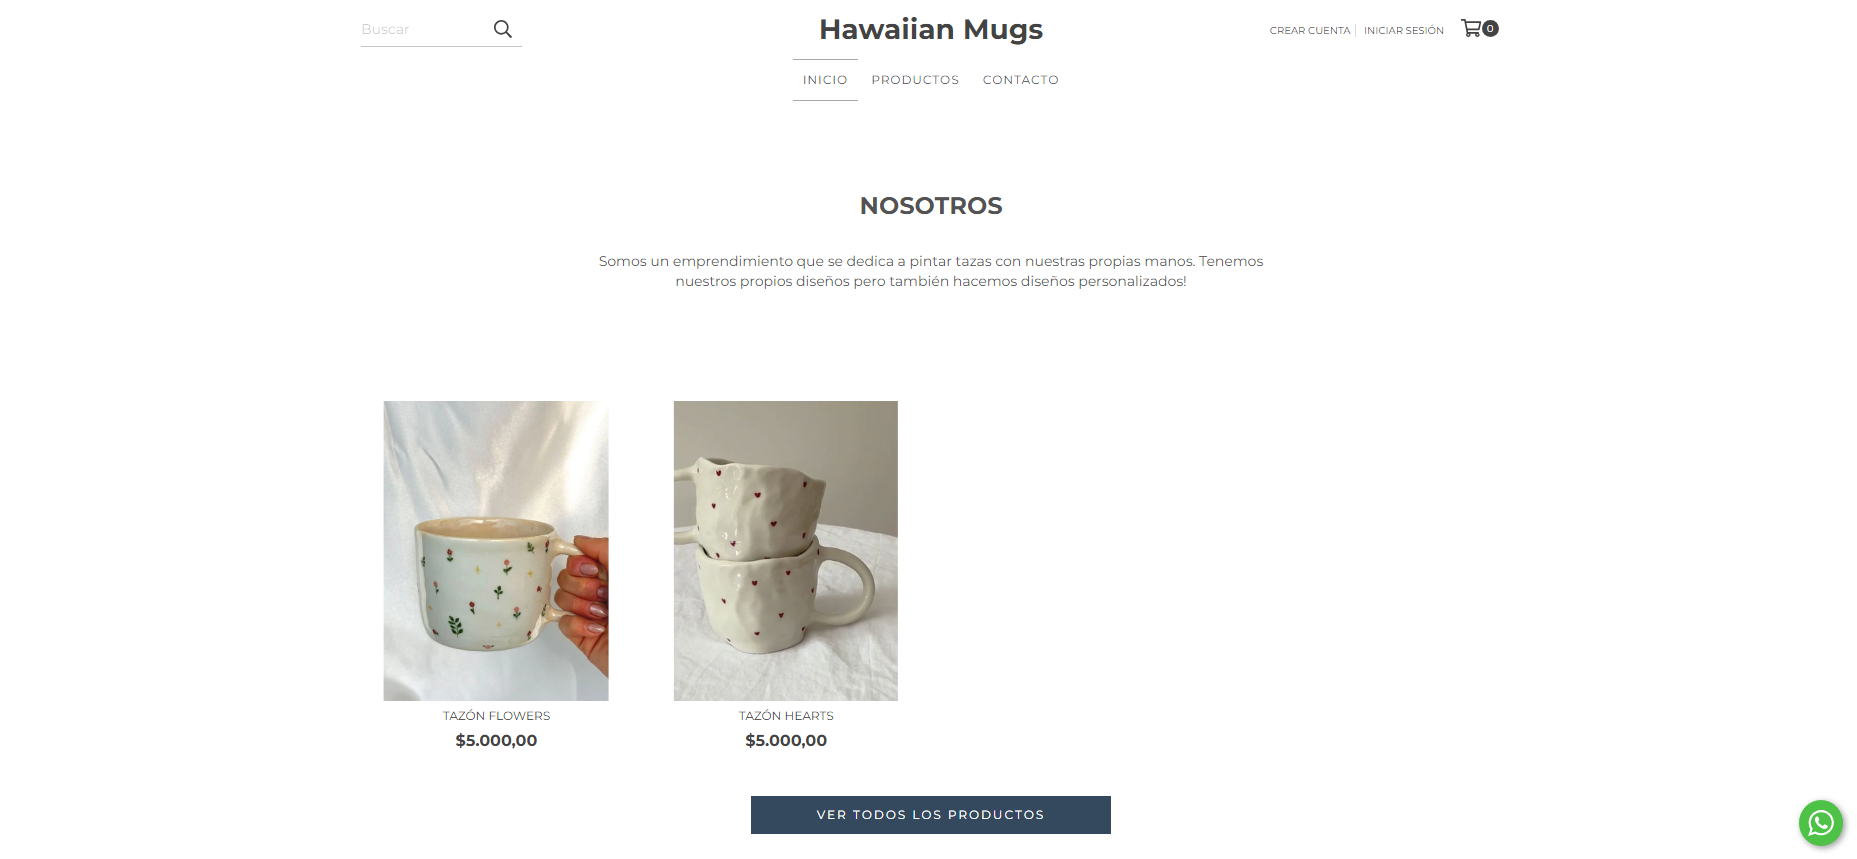 Buscar
Hawaiian Mugs
CREAR CUENTA
INICIAR SESIÓN
0
INICIO
PRODUCTOS
CONTACTO
NOSOTROS
Somos un emprendimiento que se dedica a pintar tazas con nuestras propias manos. Tenemos
nuestros propios diseños pero también hacemos diseños personalizados!
TAZÓN FLOWERS
$5.000,00
TAZÓN HEARTS
$5.000,00
VER TODOS LOS PRODUCTOS